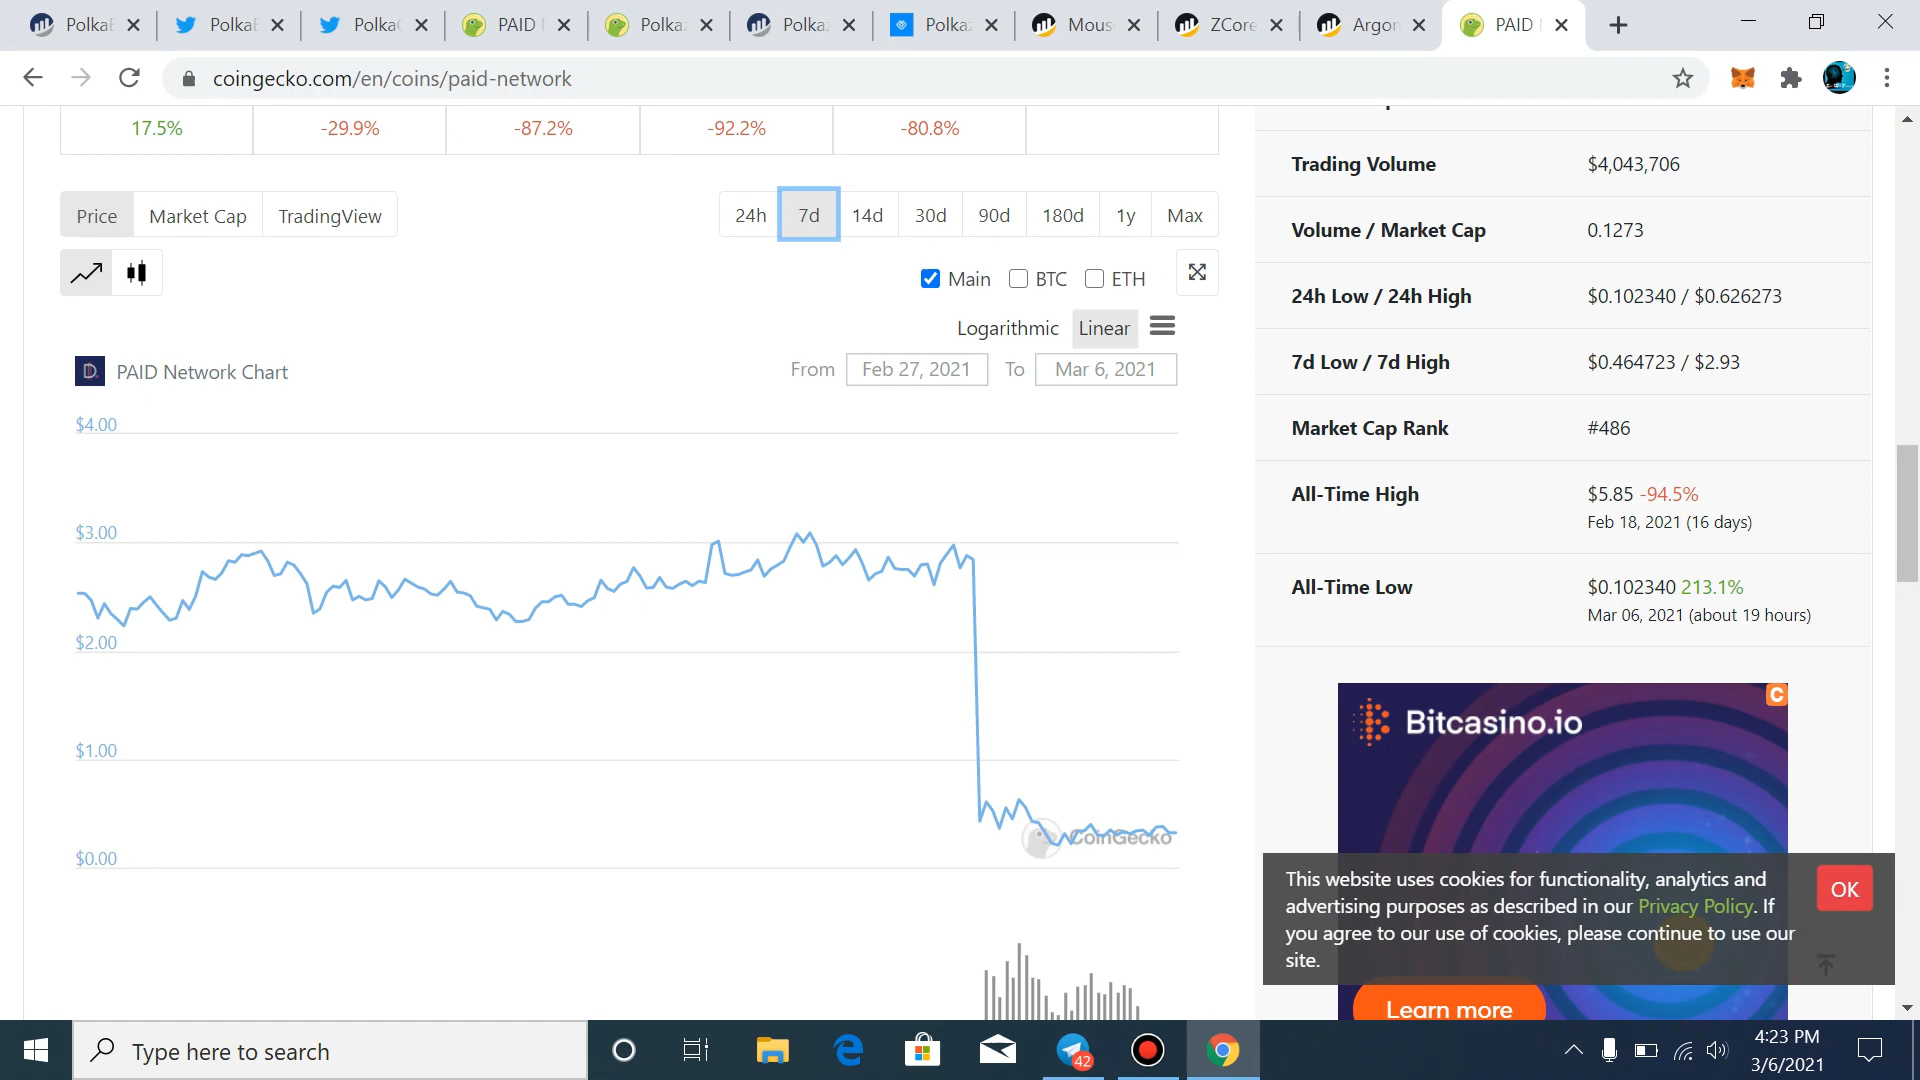 PolkaE
PolkaE
PolkaC
PAID
Polkaz
Polkaz
Polkaz
Mous
ZCore
Argon
PAID
coingecko.com/en/coins/paid-network
17.5%
-29.9%
-87.2%
-92.2%
-80.8%
Price
Market Cap
TradingView
24h
7d
14d
30d
90d
180d
1y
Max
Main
BTC
ETH
Logarithmic
Linear
PAID Network Chart
From
Feb 27, 2021
To
Mar 6, 2021
$4.00
$3.00
$2.00
$1.00
$0.00
CoinGecko
Trading Volume
$4,043,706
Volume / Market Cap
0.1273
24h Low / 24h High
$0.102340 / $0.626273
7d Low / 7d High
$0.464723 / $2.93
Market Cap Rank
#486
All-Time High
$5.85 -94.5%
Feb 18, 2021 (16 days)
All-Time Low
$0.102340 213.1%
Mar 06, 2021 (about 19 hours)
C
Bitcasino.io
This website uses cookies for functionality, analytics and
advertising purposes as described in our Privacy Policy. If
you agree to our use of cookies, please continue to use our
site.
OK
Learn more
Type here to search
42
4:23 PM
3/6/2021